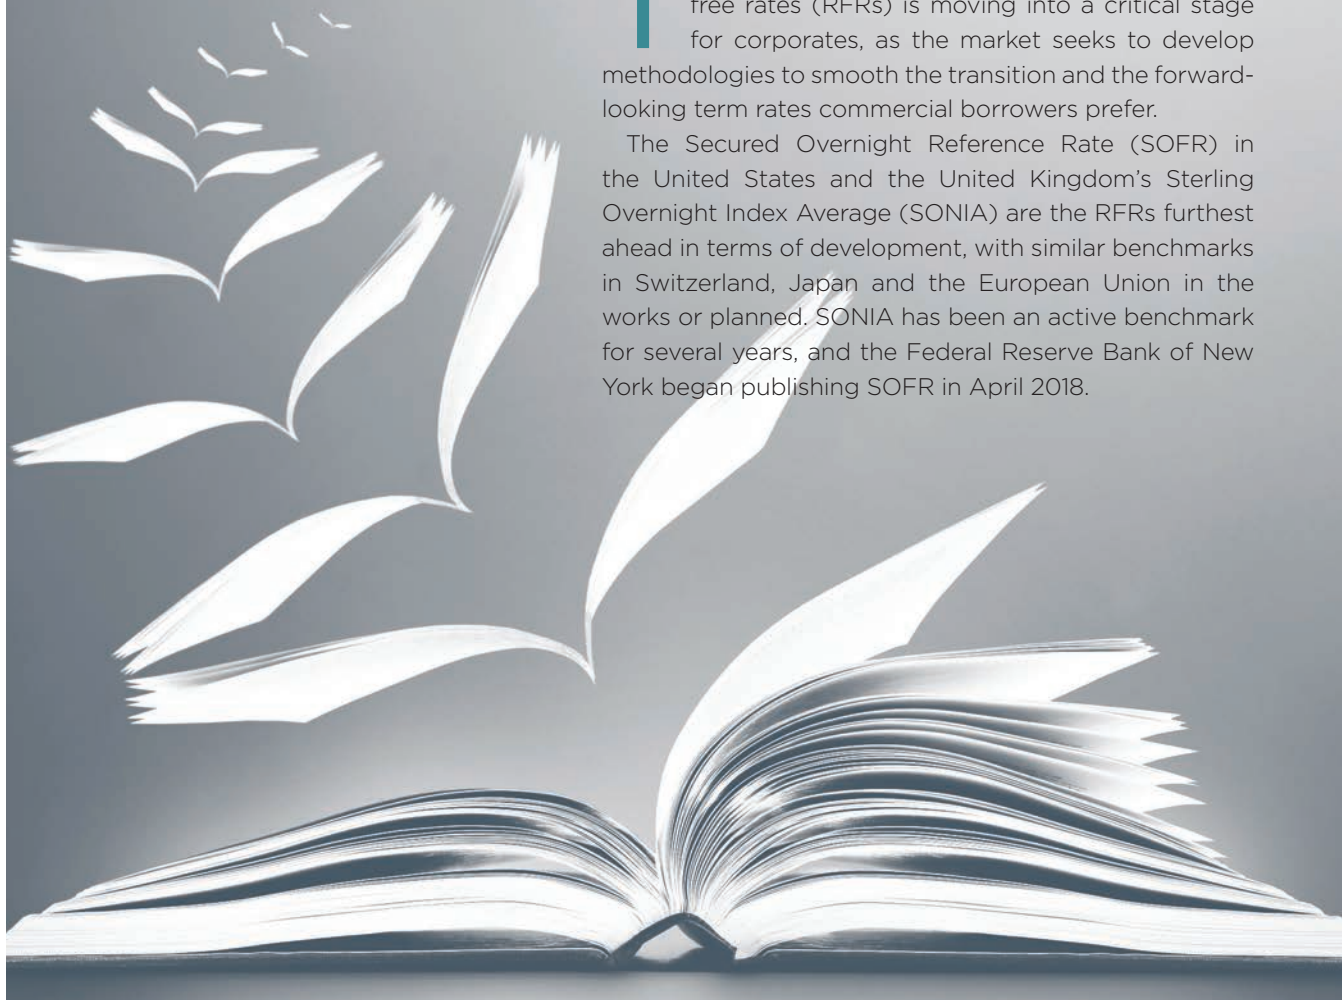 free rates (RFRs) is moving into a critical stage
for corporates, as the market seeks to develop
methodologies to smooth the transition and the forward-
looking term rates commercial borrowers prefer.
The Secured Overnight Reference Rate (SOFR) in
the United States and the United Kingdom’s Sterling
Overnight Index Average (SONIA) are the RFRs furthest
ahead in terms of development, with similar benchmarks
in Switzerland, Japan and the European Union in the
works or planned. SONIA has been an active benchmark
for several years, and the Federal Reserve Bank of New
York began publishing SOFR in April 2018.